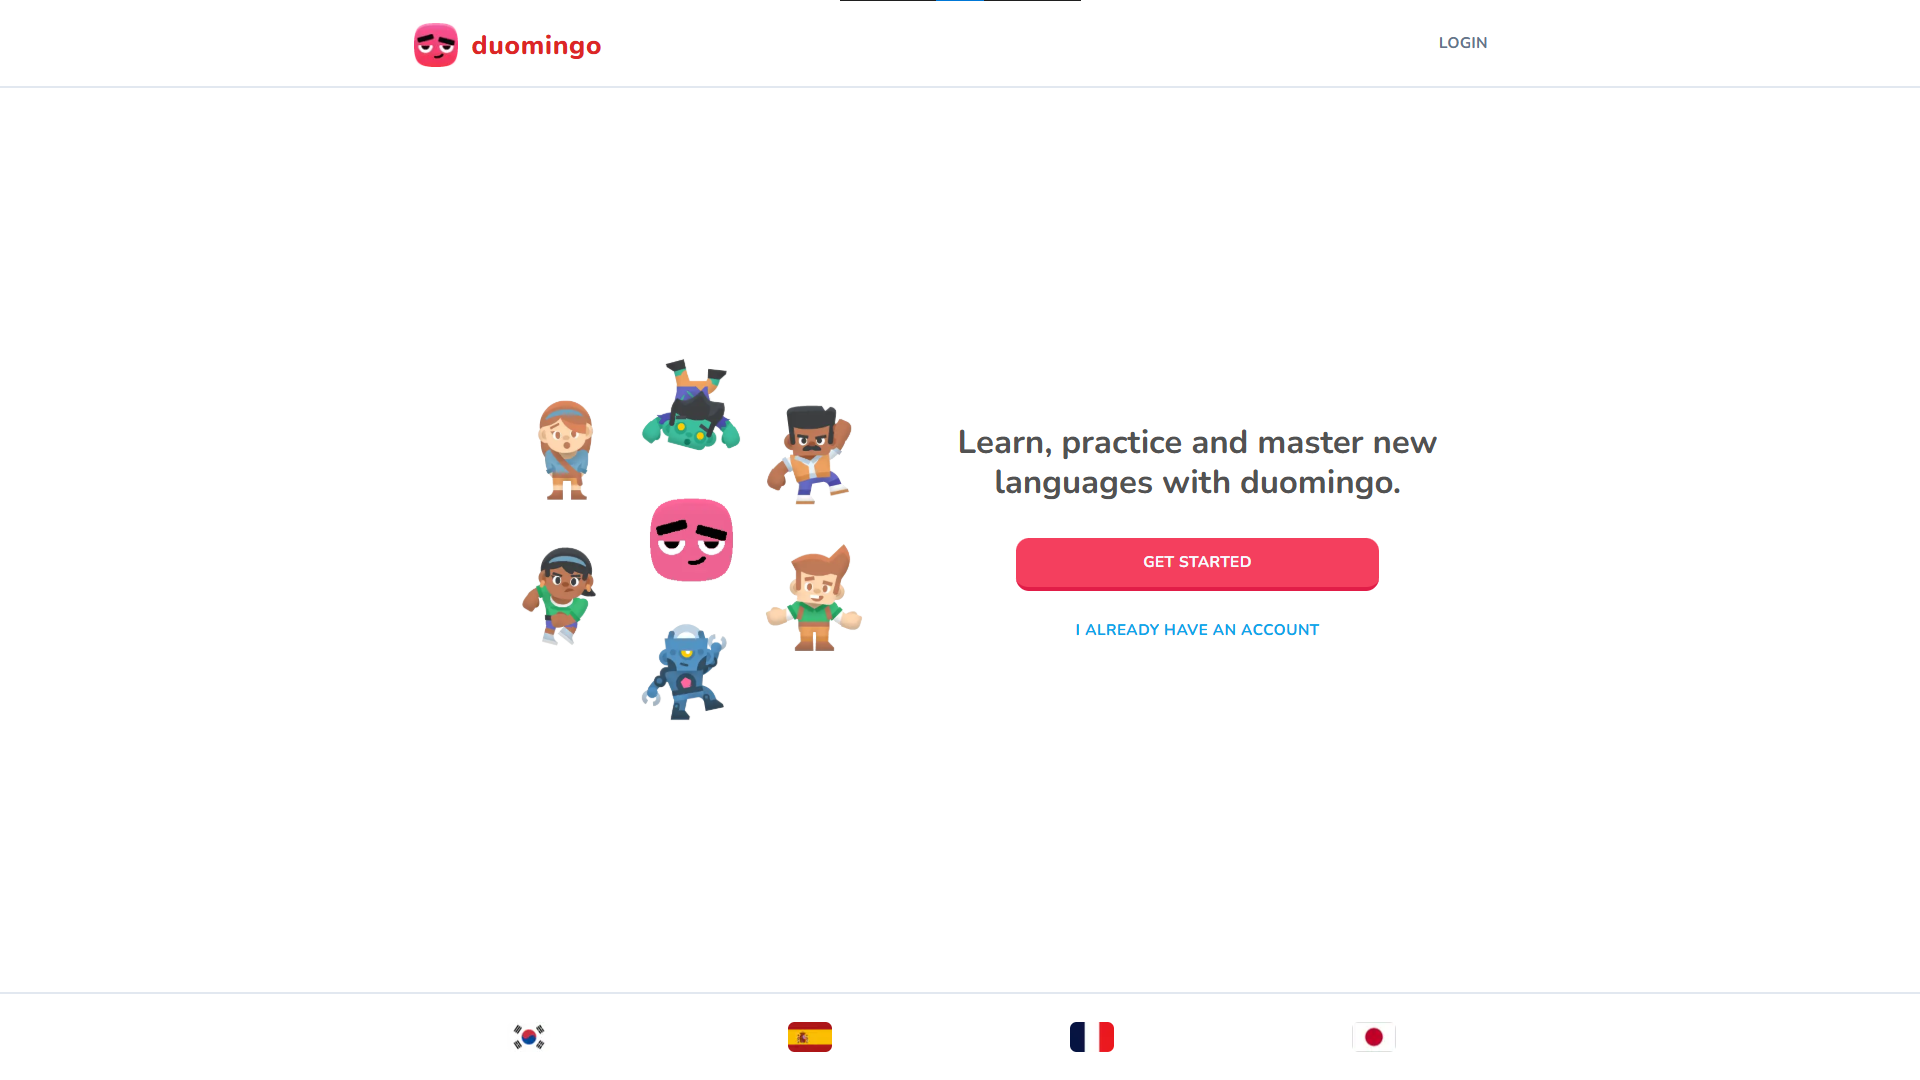 duomingo
LOGIN
Learn, practice and master new
languages with duomingo.
GET STARTED
I ALREADY HAVE AN ACCOUNT